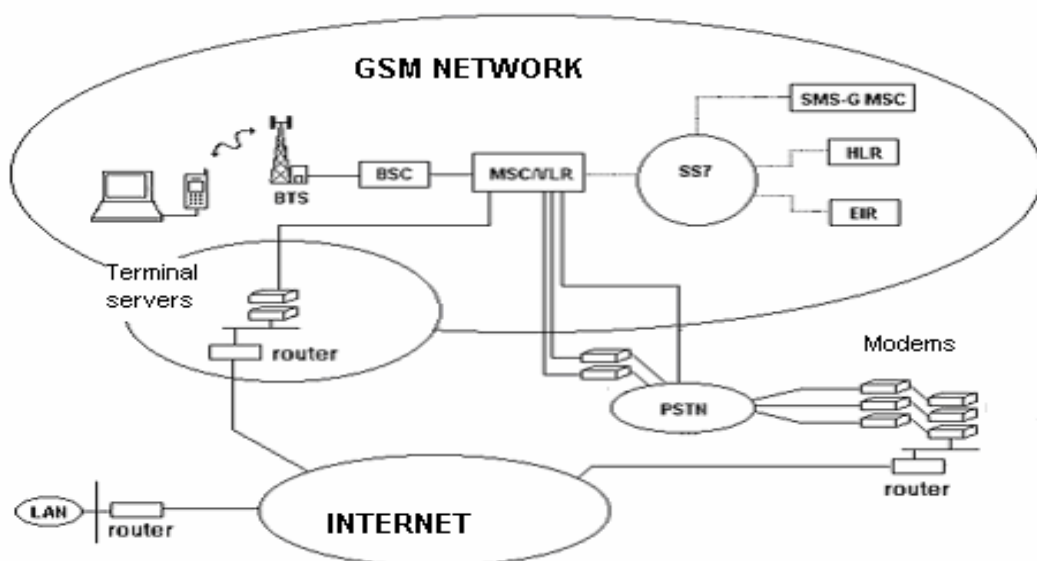 GSM NETWORK
SMS-G MSC
HLR
BSC
MSC/VLR
SS7
BTS
EIR
Terminal
servers
router
Modems
PSTN
router
LAN
router
INTERNET